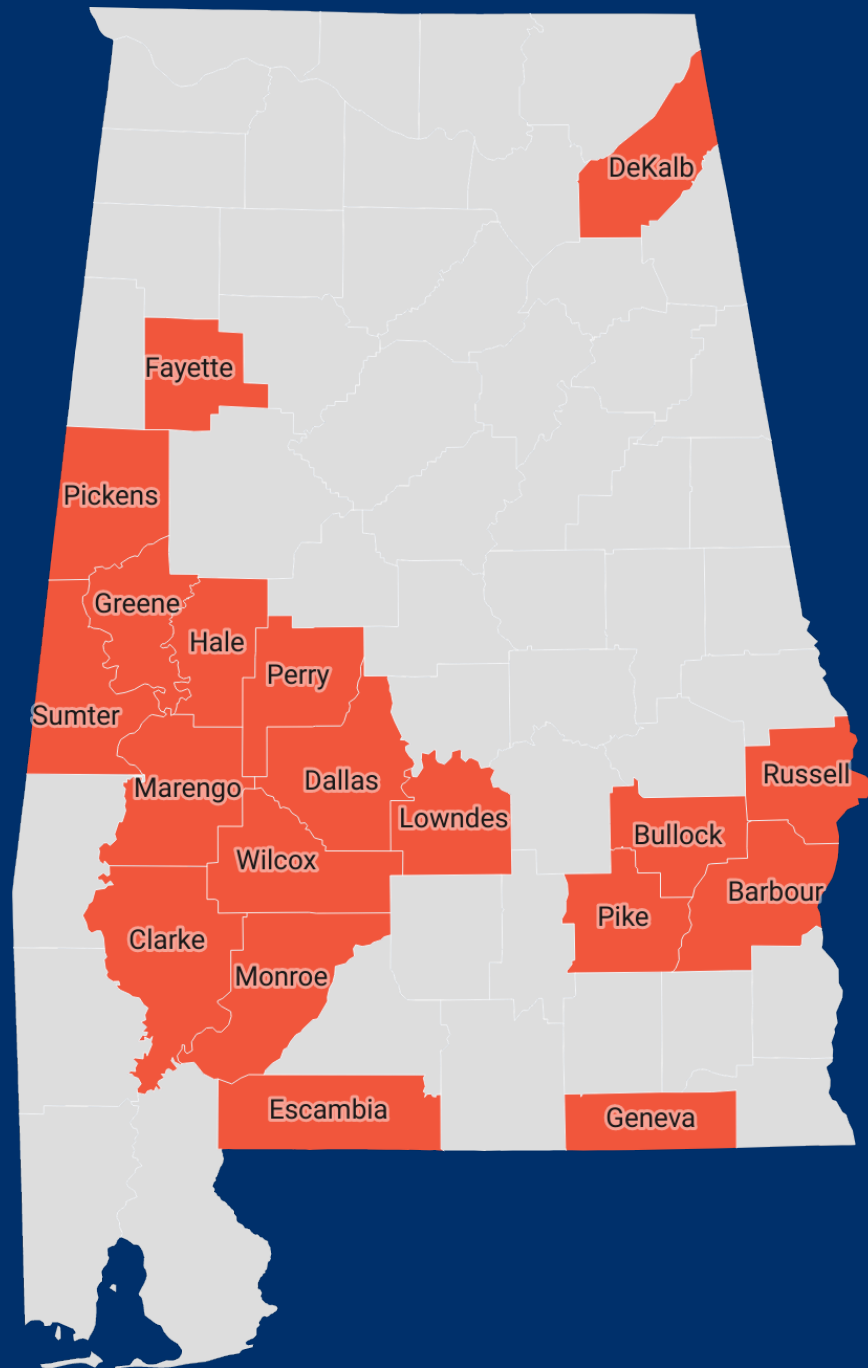 DeKalb
Fayette
Pickens
Greene
Hale
Perry
Sumter
Russell
Dallas
Marengo
Lowndes
Bullock
Wilcox
Barbour
Pike
Clarke
Monroe
Escambia
Geneva